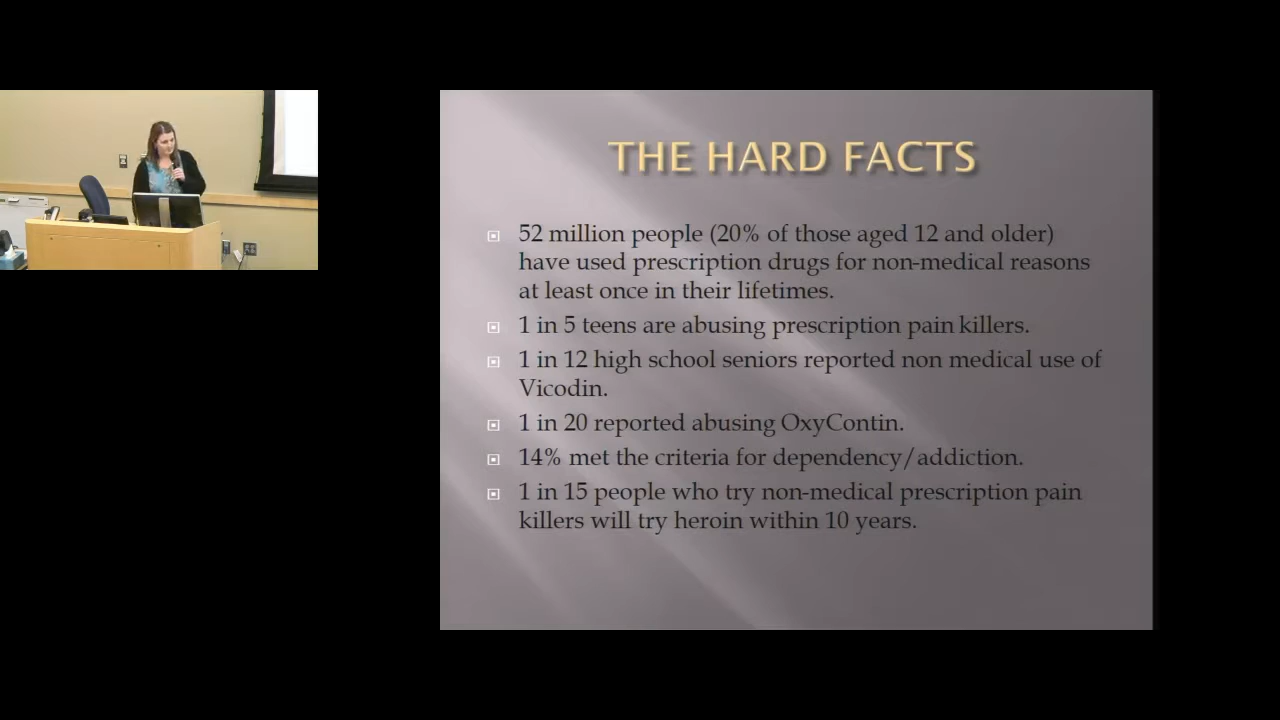 THE HARD FACTS
52 million people (20% of those aged 12 and older)
have used prescription drugs for non-medical reasons
at least once in their lifetimes.
1 in 5 teens are abusing prescription pain killers.
1 in 12 high school seniors reported non medical use of
Vicodin.
1 in 20 reported abusing OxyContin.
14% met the criteria for dependency/addiction.
1 in 15 people who try non-medical prescription pain
killers will try heroin within 10 years.